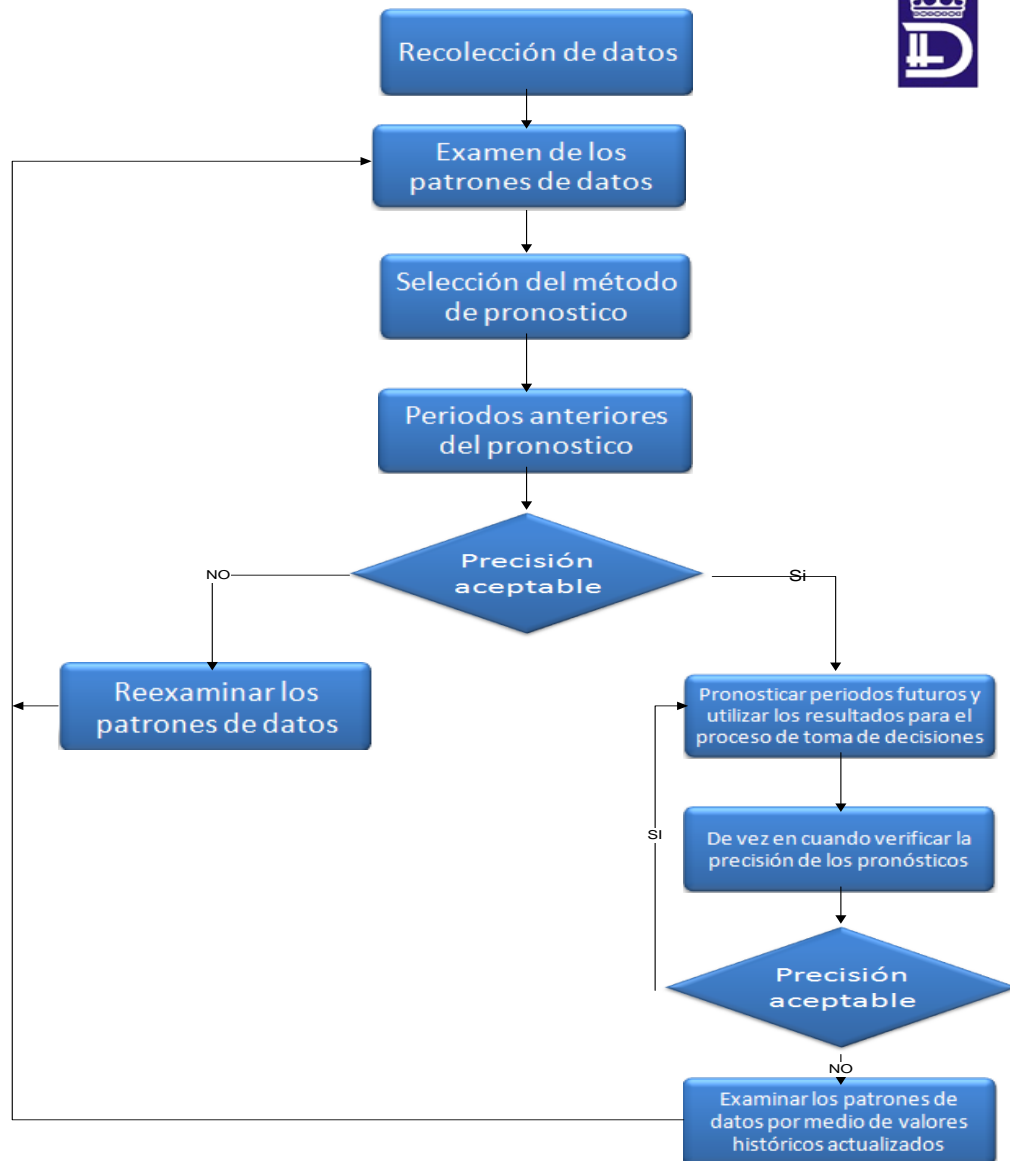 Recolección de datos
Examen de los
patrones de datos
Selección del método
de pronostico
Periodos anteriores
del pronostico
Precisión
aceptable
NO
Si
Reexaminar los
patrones de datos
Pronosticar periodos futuros y
utilizar los resultados para el
proceso de toma de decisiones
SI
De vez en cuando verificar la
precisión de los pronósticos
Precisión
aceptable
NO
Examinar los patrones de
datos por medio de valores
históricos actualizados